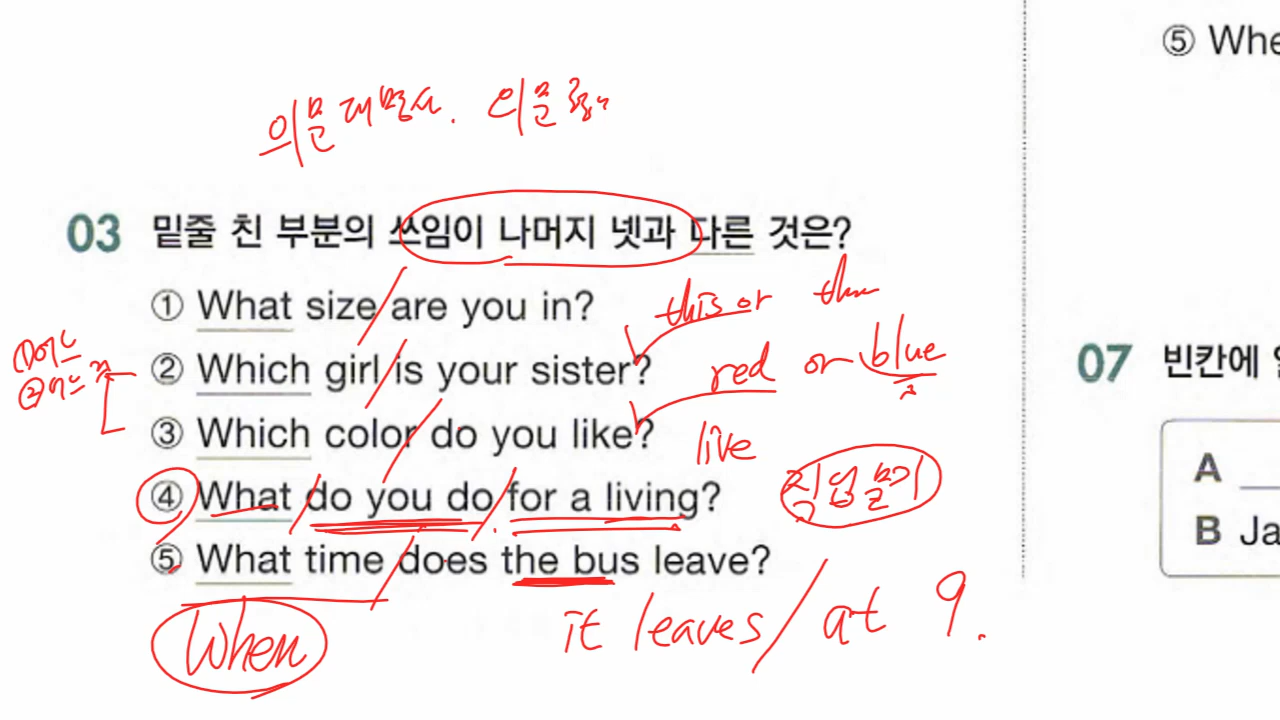 의문대명사. 의문형
03 밑줄 친 부분의 쓰임이 나머지 넷과 다른 것은?
① What size are you in?
this or
② Which girl is your sister?
red or blue
③ Which color do you like?
live
④ What do you do for a living?
직업묻기
⑤ What time does the bus leave?
When
it leaves / at 9.
①어느
②어느
⑤ Whe
07 빈칸에
A
B Ja